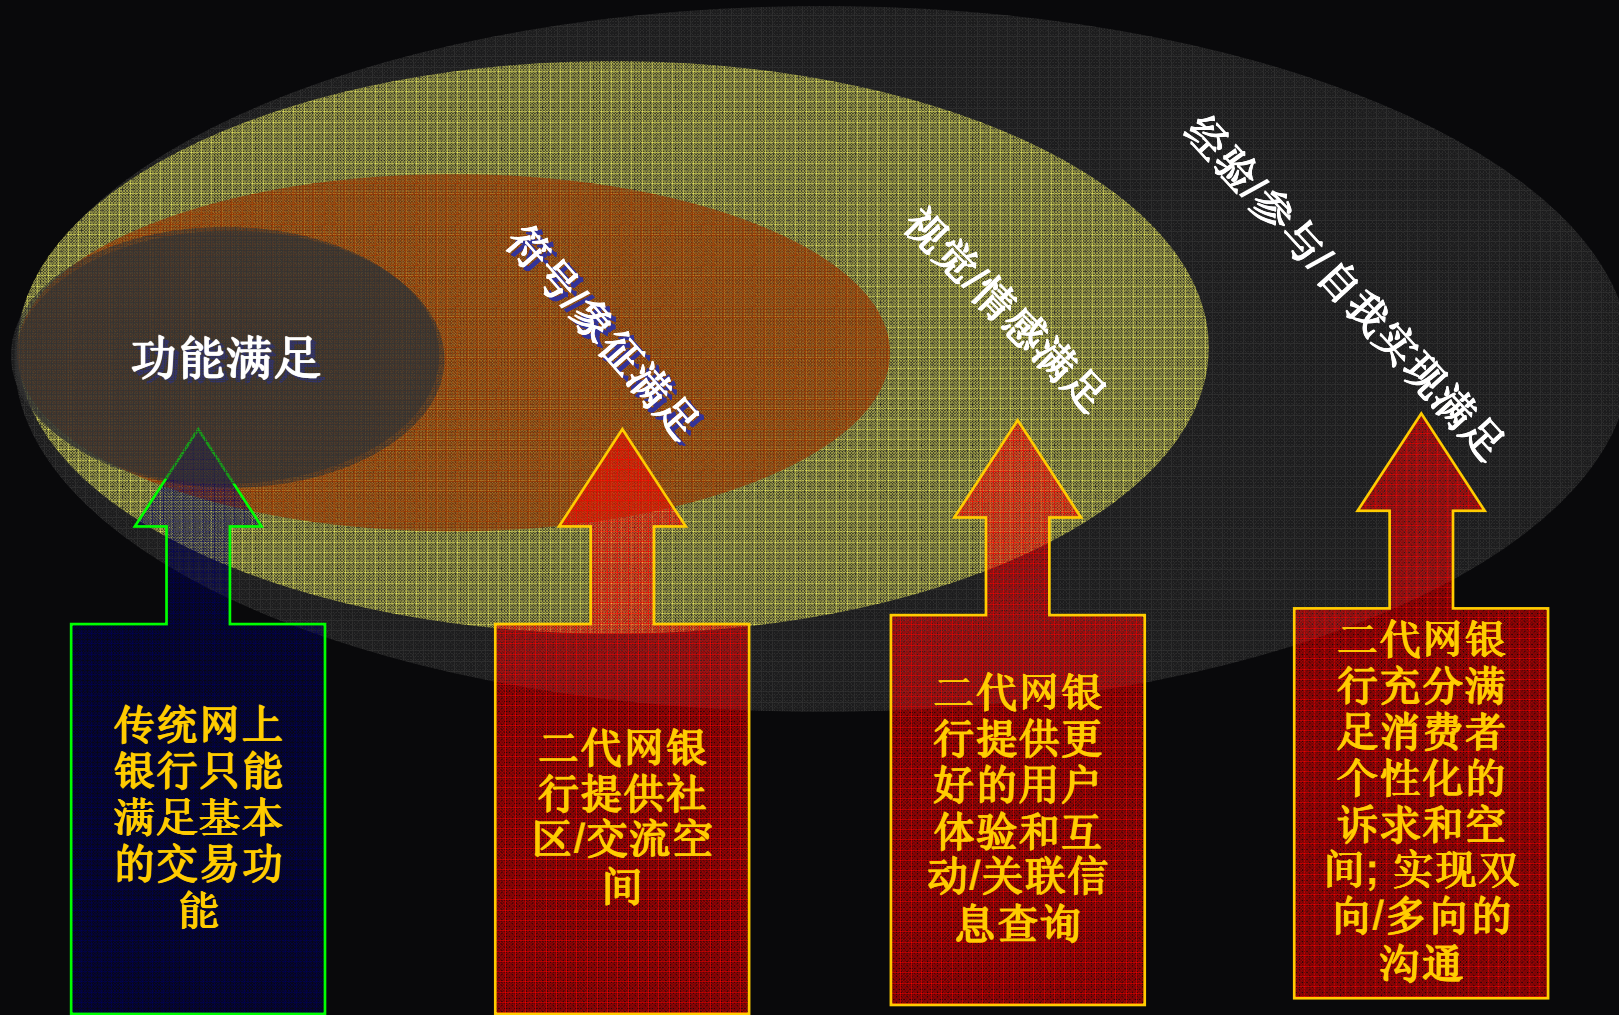 经验/参与/自我实现满足
视觉/情感满足
符号/象征满足
功能满足
传统网上
银行只能
满足基本
的交易功
能
二代网银
行提供社
区/交流空
间
二代网银
行提供更
好的用户
体验和互
动/关联信
息查询
二代网银
行充分满
足消费者
个性化的
诉求和空
间; 实现双
向/多向的
沟通